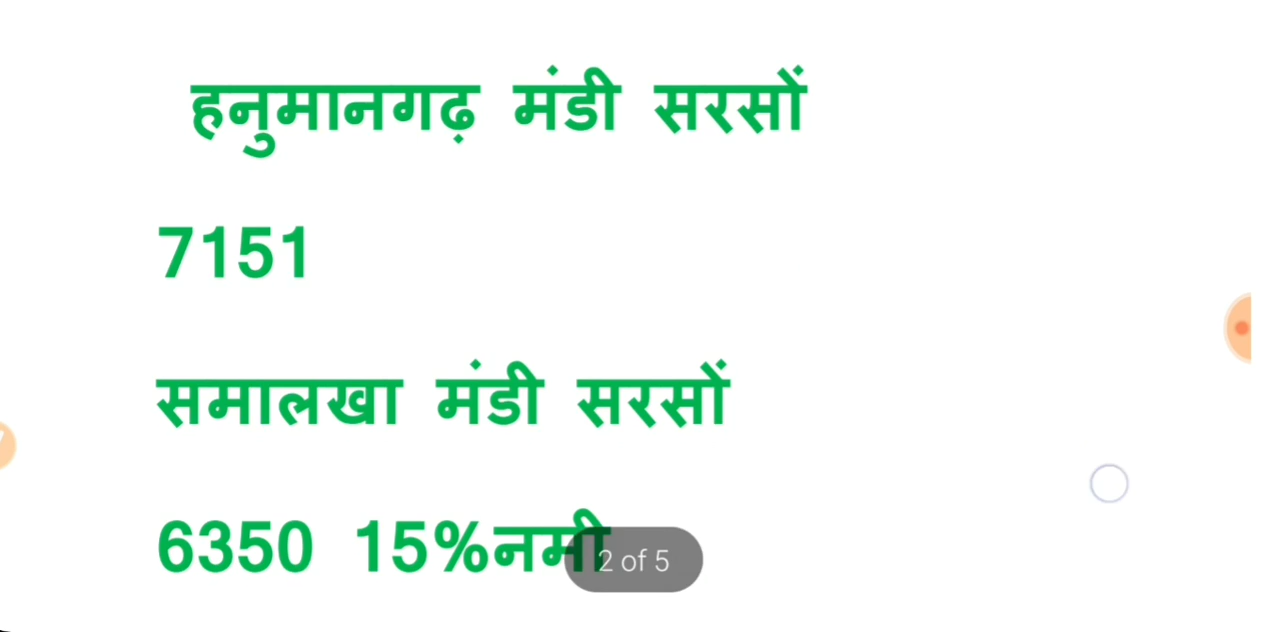 हनुमानगढ़ मंडी सरसों
7151
समालखा मंडी सरसों
6350 15%नमी
2 of 5